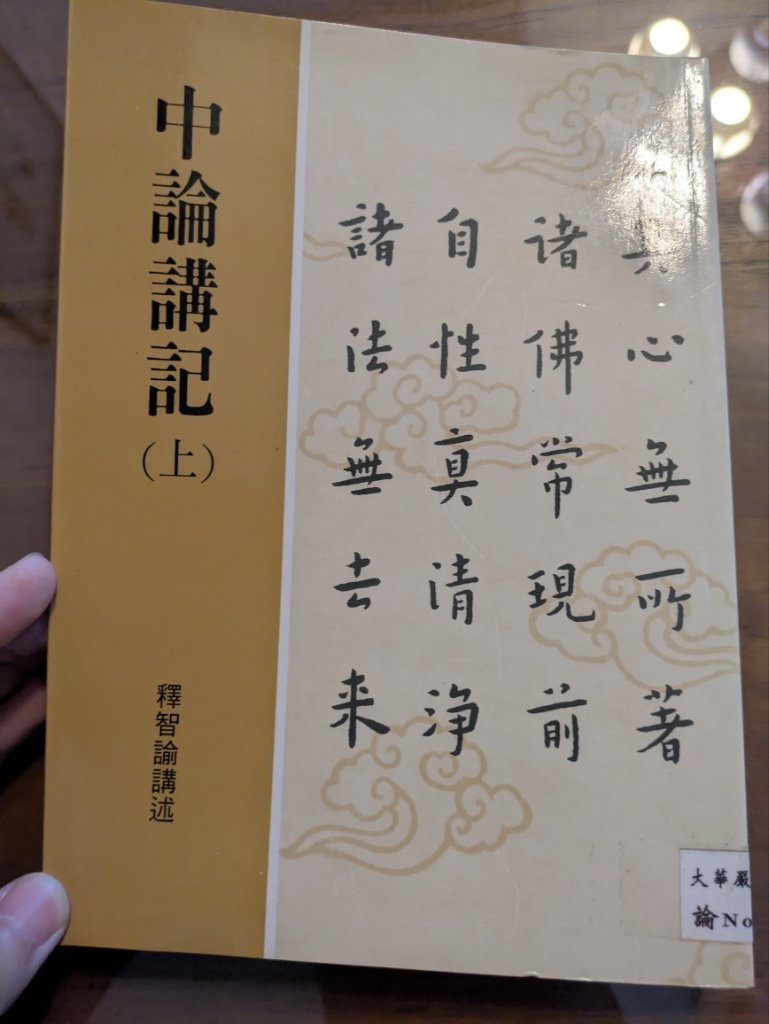 中論講記
(上)
釋智諭講述
心無所著
诸佛常現前
自性真清浄
諸法無去来
大華嚴
論No